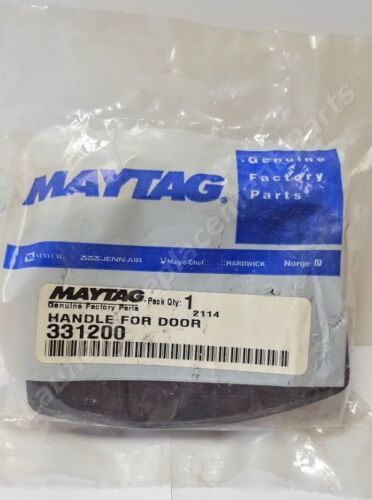 MAYTAG®
Genuine
Factory
Parts
MAYTAG JENN-AIR Magic Chef HARDWICK Norge
MAYTAG Pack Qty: 1
Genuine Factory Parts 2114
HANDLE FOR DOOR
331200